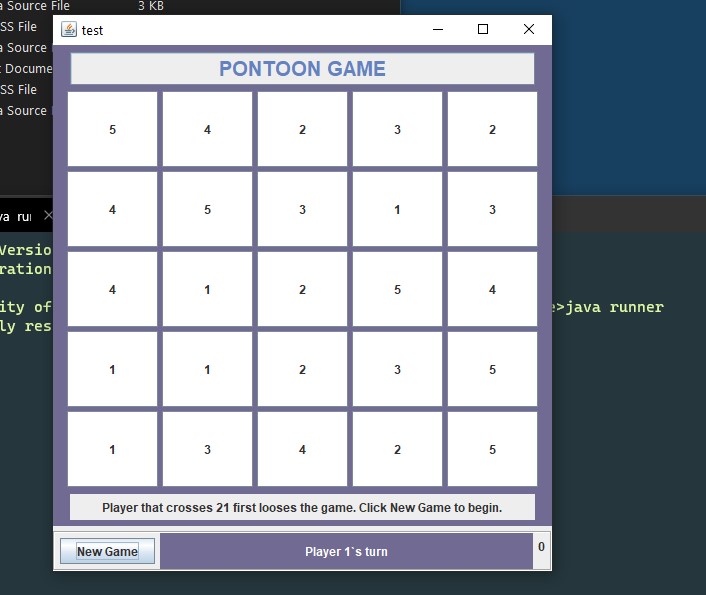 a Source File 3 KB
SS File
a Source
t Docume
SS File
a Source
test
PONTOON GAME
5 4 2 3 2
4 5 3 1 3
4 1 2 5 4
1 1 2 3 5
1 3 4 2 5
Player that crosses 21 first looses the game. Click New Game to begin.
New Game Player 1`s turn 0
va rui
Versio
ration
ity of e>java runner
ly res